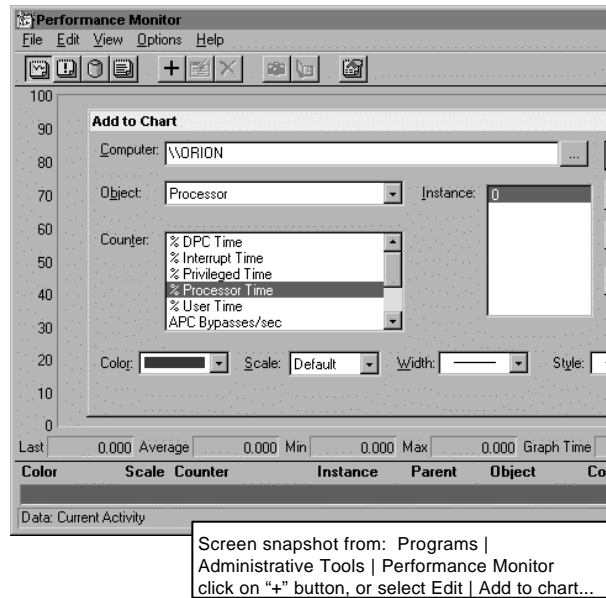 Performance Monitor
File Edit View Options Help
100
90
80
70
60
50
40
30
20
10
0
Add to Chart
Computer: \\ORION ...
Object: Processor Instance: 0
Counter: % DPC Time
% Interrupt Time
% Privileged Time
% Processor Time
% User Time
APC Bypasses/sec
Color: Scale: Default Width: Style:
Last 0.000 Average 0.000 Min 0.000 Max 0.000 Graph Time
Color Scale Counter Instance Parent Object Co
Data: Current Activity
Screen snapshot from: Programs |
Administrative Tools | Performance Monitor
click on “+” button, or select Edit | Add to chart...